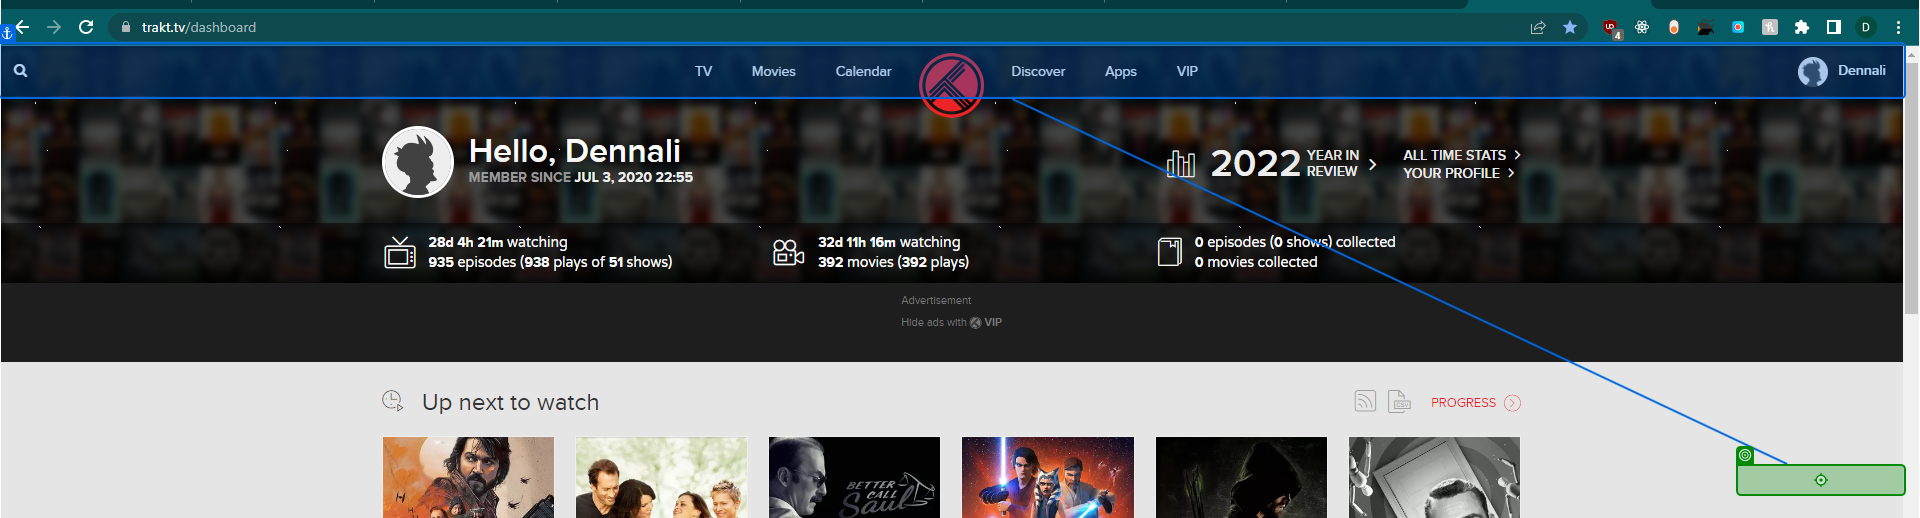 trakt.tv/dashboard
4
D
TV Movies Calendar Discover Apps VIP
Dennali
Hello, Dennali
MEMBER SINCE JUL 3, 2020 22:55
2022 YEAR IN REVIEW
ALL TIME STATS
YOUR PROFILE
28d 4h 21m watching
935 episodes (938 plays of 51 shows)
32d 11h 16m watching
392 movies (392 plays)
0 episodes (0 shows) collected
0 movies collected
Advertisement
Hide ads with VIP
Up next to watch
CSV
PROGRESS
BETTER
CALL
Saul